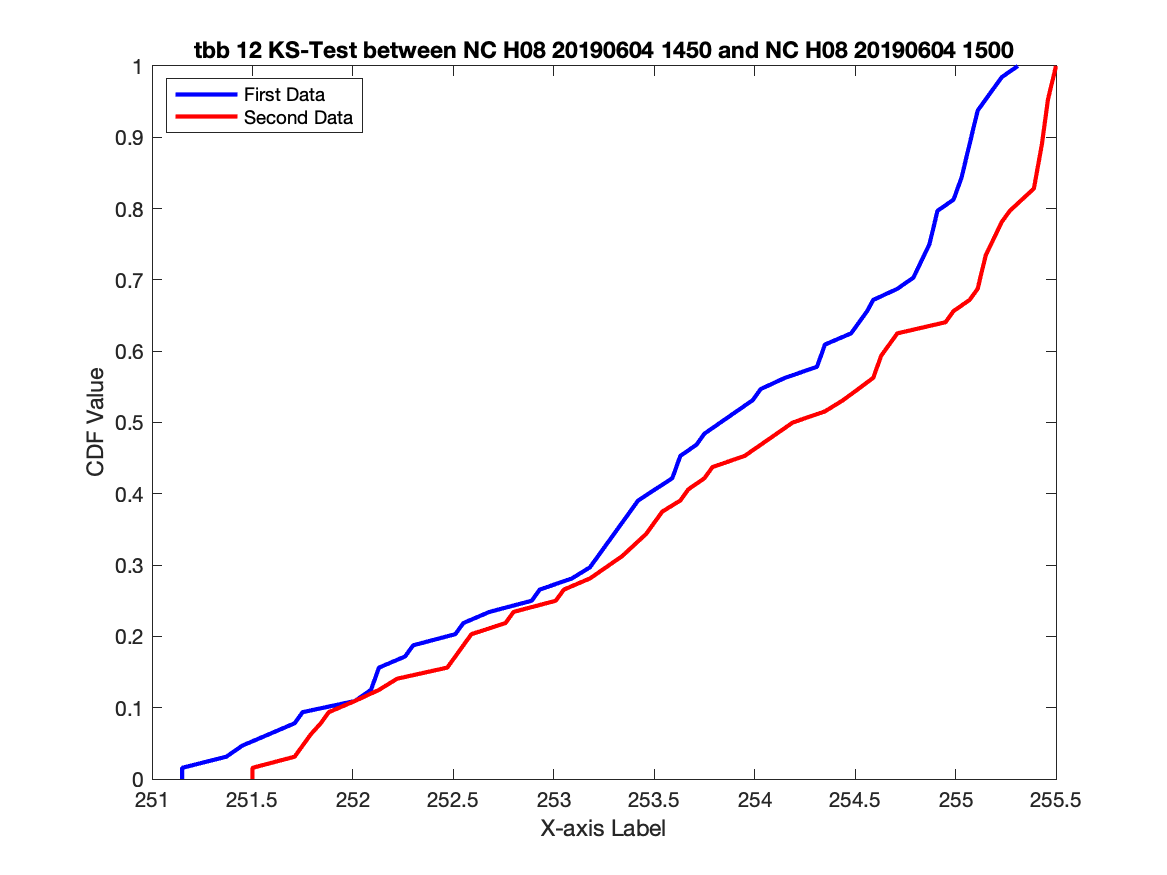 tbb 12 KS-Test between NC H08 20190604 1450 and NC H08 20190604 1500
First Data
Second Data
1
0.9
0.8
0.7
0.6
0.5
0.4
0.3
0.2
0.1
0
CDF Value
251 251.5 252 252.5 253 253.5 254 254.5 255 255.5
X-axis Label